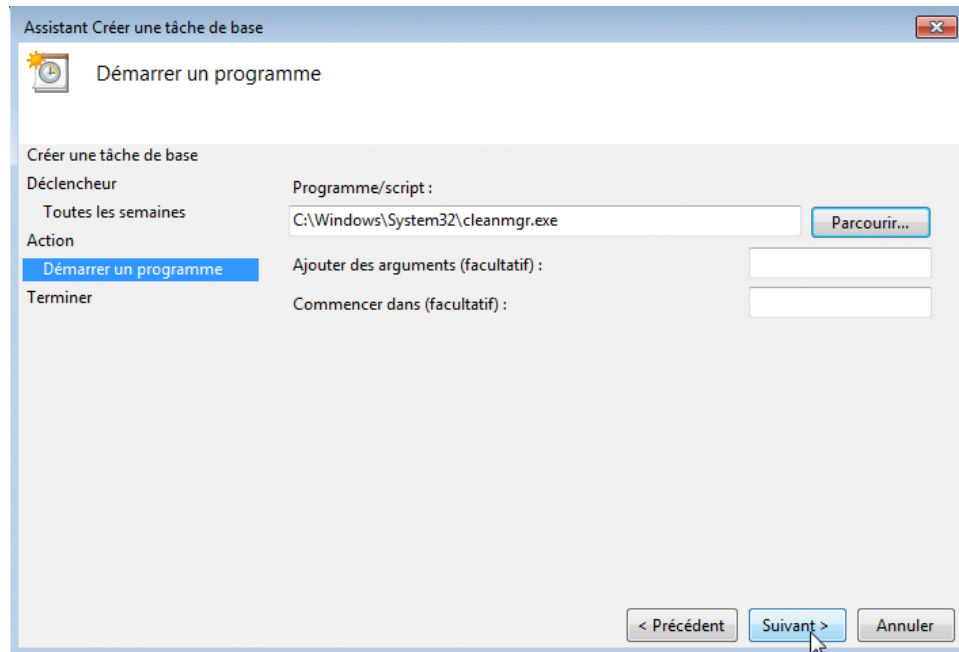 Assistant Créer une tâche de base
Démarrer un programme
Créer une tâche de base
Déclencheur
Toutes les semaines
Action
Démarrer un programme
Terminer
Programme/script :
C:\Windows\System32\cleanmgr.exe
Parcourir...
Ajouter des arguments (facultatif) :
Commencer dans (facultatif) :
< Précédent
Suivant >
Annuler